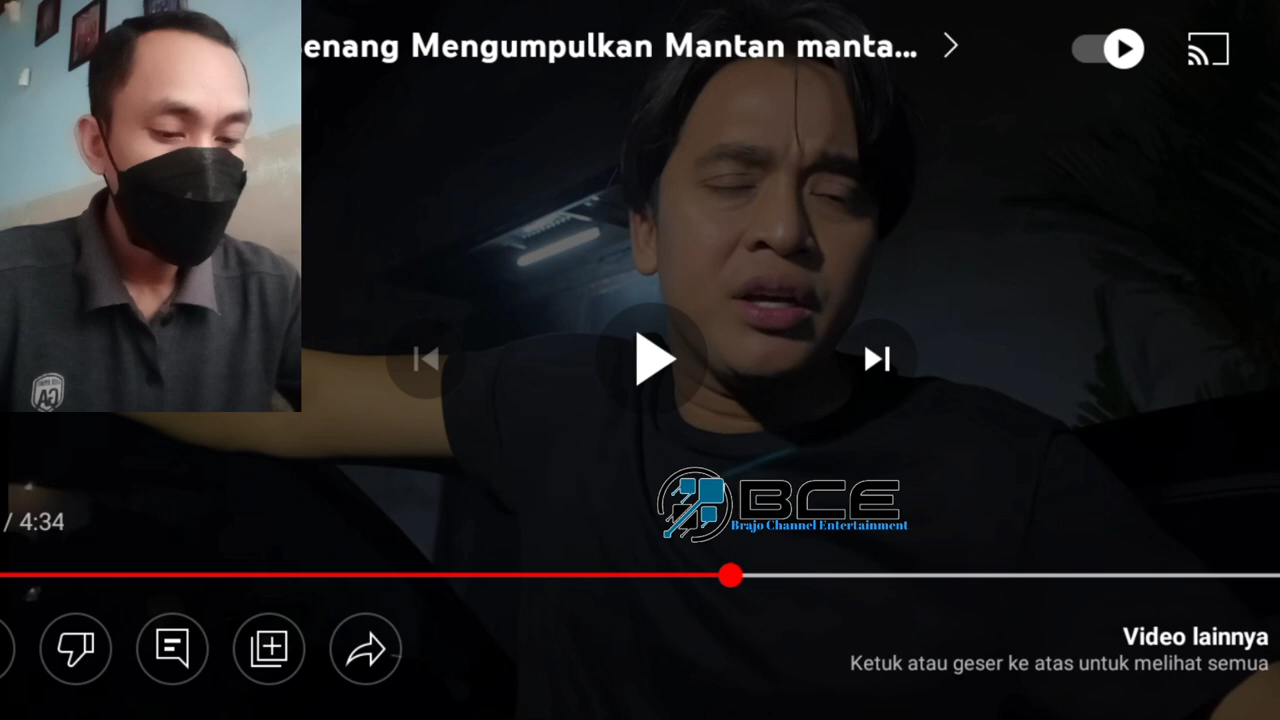 enang Mengumpulkan Mantan manta...
/ 4:34
BCE
Brajo Channel Entertainment
Video lainnya
Ketuk atau geser ke atas untuk melihat semua